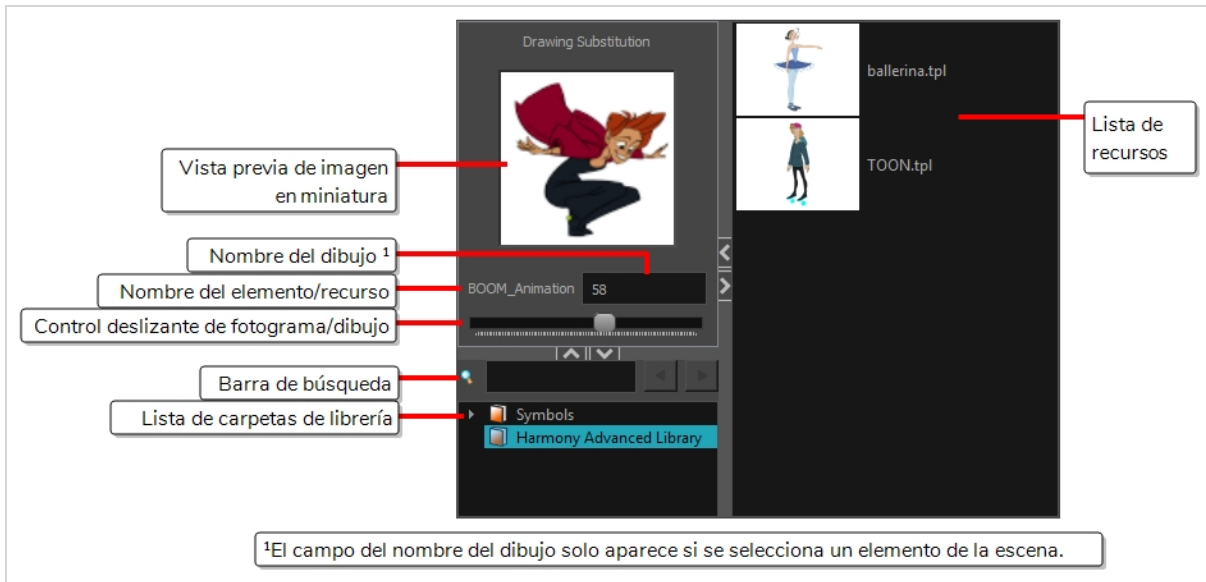 Drawing Substitution
ballerina.tpl
Lista de
recursos
Vista previa de imagen
en miniatura
TOON.tpl
Nombre del dibujo ¹
Nombre del elemento/recurso
BOOM_Animation 58
Control deslizante de fotograma/dibujo
Barra de búsqueda
Lista de carpetas de librería
Symbols
Harmony Advanced Library
¹El campo del nombre del dibujo solo aparece si se selecciona un elemento de la escena.